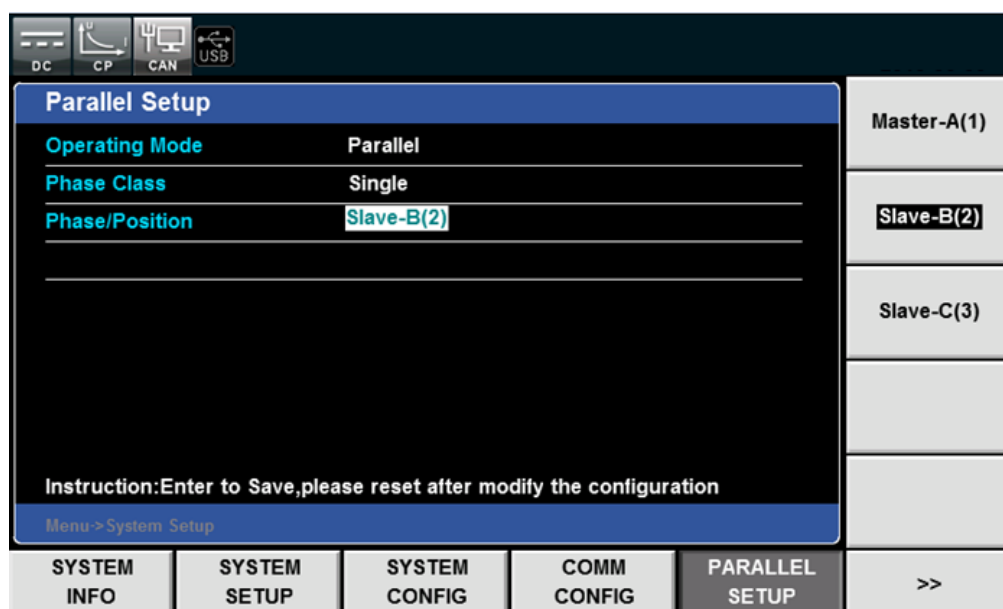 DC CP CAN USB
U I
Parallel Setup
Operating Mode Parallel
Phase Class Single
Phase/Position Slave-B(2)
Instruction:Enter to Save,please reset after modify the configuration
Menu->System Setup
Master-A(1)
Slave-B(2)
Slave-C(3)
SYSTEM INFO
SYSTEM SETUP
SYSTEM CONFIG
COMM CONFIG
PARALLEL SETUP
>>